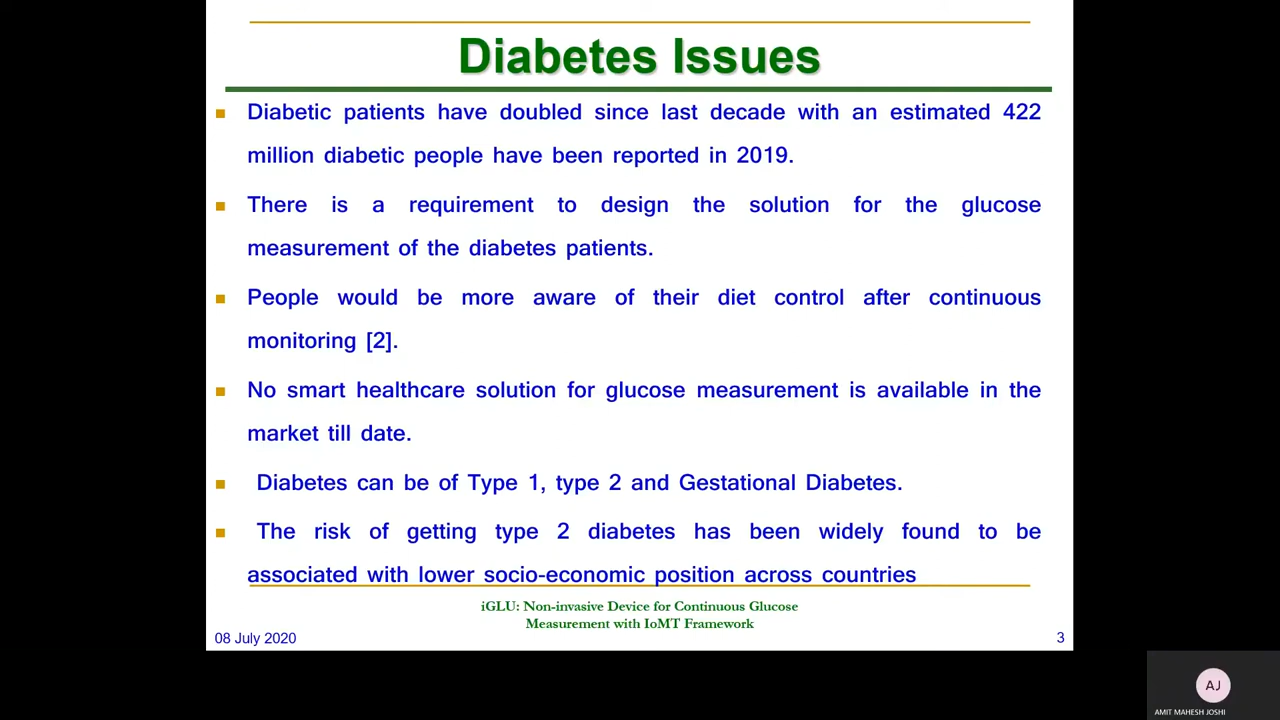 Diabetes Issues
Diabetic patients have doubled since last decade with an estimated 422
million diabetic people have been reported in 2019.
There is a requirement to design the solution for the glucose
measurement of the diabetes patients.
People would be more aware of their diet control after continuous
monitoring [2].
No smart healthcare solution for glucose measurement is available in the
market till date.
Diabetes can be of Type 1, type 2 and Gestational Diabetes.
The risk of getting type 2 diabetes has been widely found to be
associated with lower socio-economic position across countries
iGLU: Non-invasive Device for Continuous Glucose
Measurement with IoMT Framework
08 July 2020
3
AJ
AMIT MAHESH JOSHI